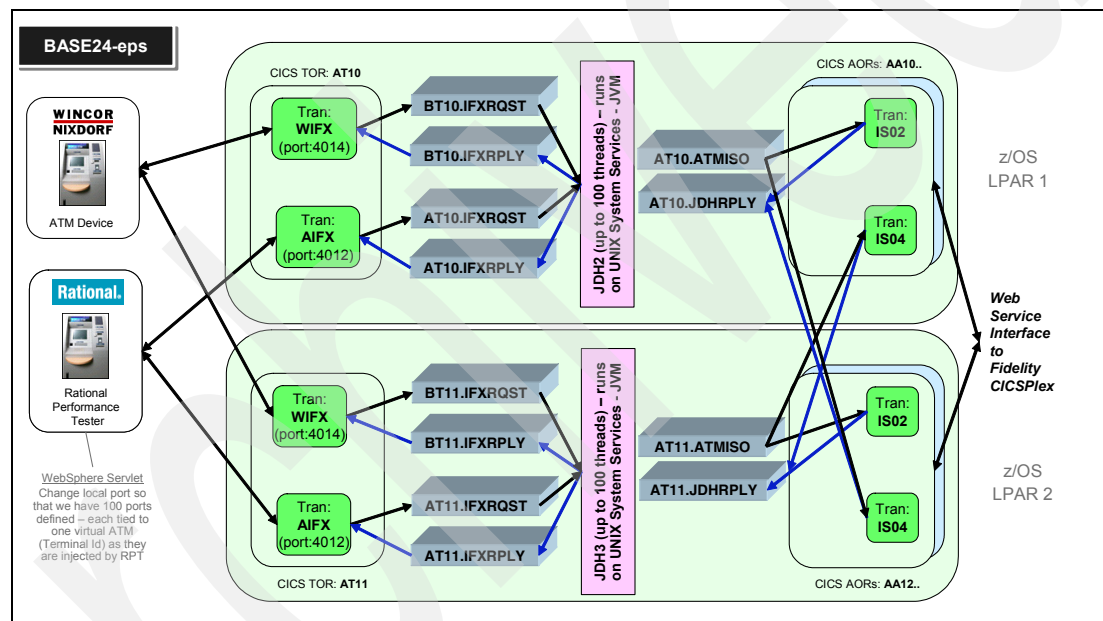 BASE24-eps
WINCOR
NIXDORF
ATM Device
Rational.
Rational
Performance
Tester
WebSphere Servlet
Change local port so
that we have 100 ports
defined – each tied to
one virtual ATM
(Terminal Id) as they
are injected by RPT
CICS TOR: AT10
Tran:
WIFX
(port:4014)
Tran:
AIFX
(port:4012)
BT10.IFXRQST
BT10.IFXRPLY
AT10.IFXRQST
AT10.IFXRPLY
JDH2 (up to 100 threads) – runs
on UNIX System Services - JVM
AT10.ATMISO
AT10.JDHRPLY
CICS AORs: AA10..
Tran:
IS02
Tran:
IS04
z/OS
LPAR 1
Web
Service
Interface
to
Fidelity
CICSPlex
Tran:
WIFX
(port:4014)
Tran:
AIFX
(port:4012)
CICS TOR: AT11
BT11.IFXRQST
BT11.IFXRPLY
AT11.IFXRQST
AT11.IFXRPLY
JDH3 (up to 100 threads) – runs
on UNIX System Services - JVM
AT11.ATMISO
AT11.JDHRPLY
Tran:
IS02
Tran:
IS04
CICS AORs: AA12..
z/OS
LPAR 2